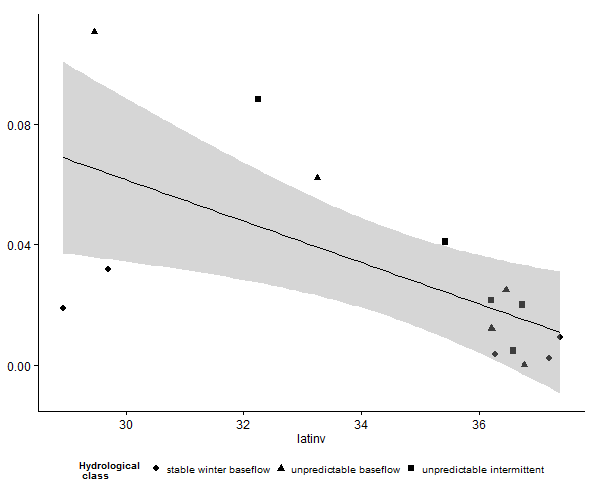 0.08
0.04
0.00
30 32 34 36
latinv
Hydrological
class
stable winter baseflow unpredictable baseflow unpredictable intermittent